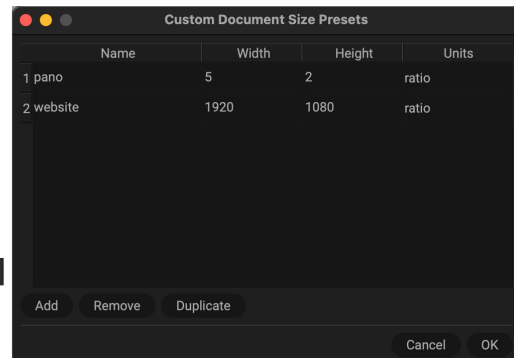 Custom Document Size Presets
Name Width Height Units
1 pano 5 2 ratio
2 website 1920 1080 ratio
Add Remove Duplicate
Cancel OK